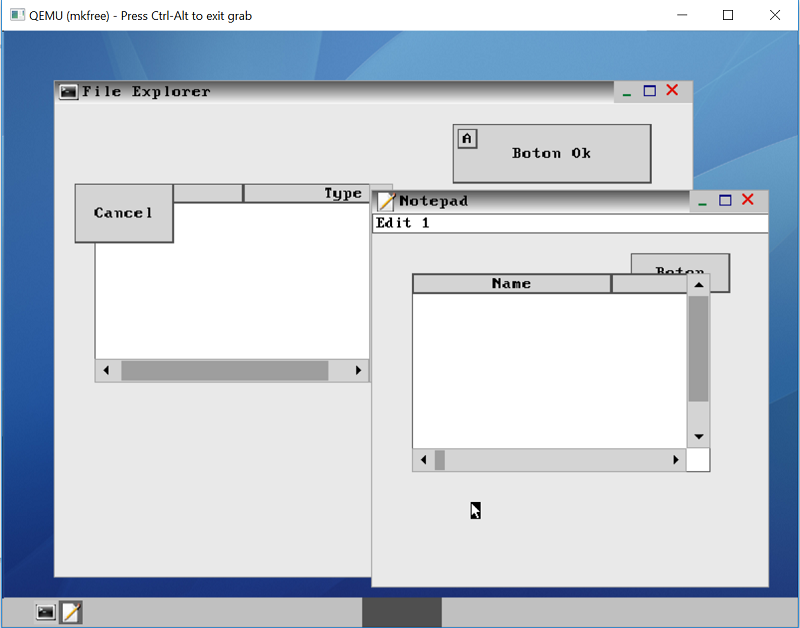 QEMU (mkfree) - Press Ctrl-Alt to exit grab
File Explorer
A
Boton Ok
Cancel
Type
Notepad
Edit 1
Boton
Name